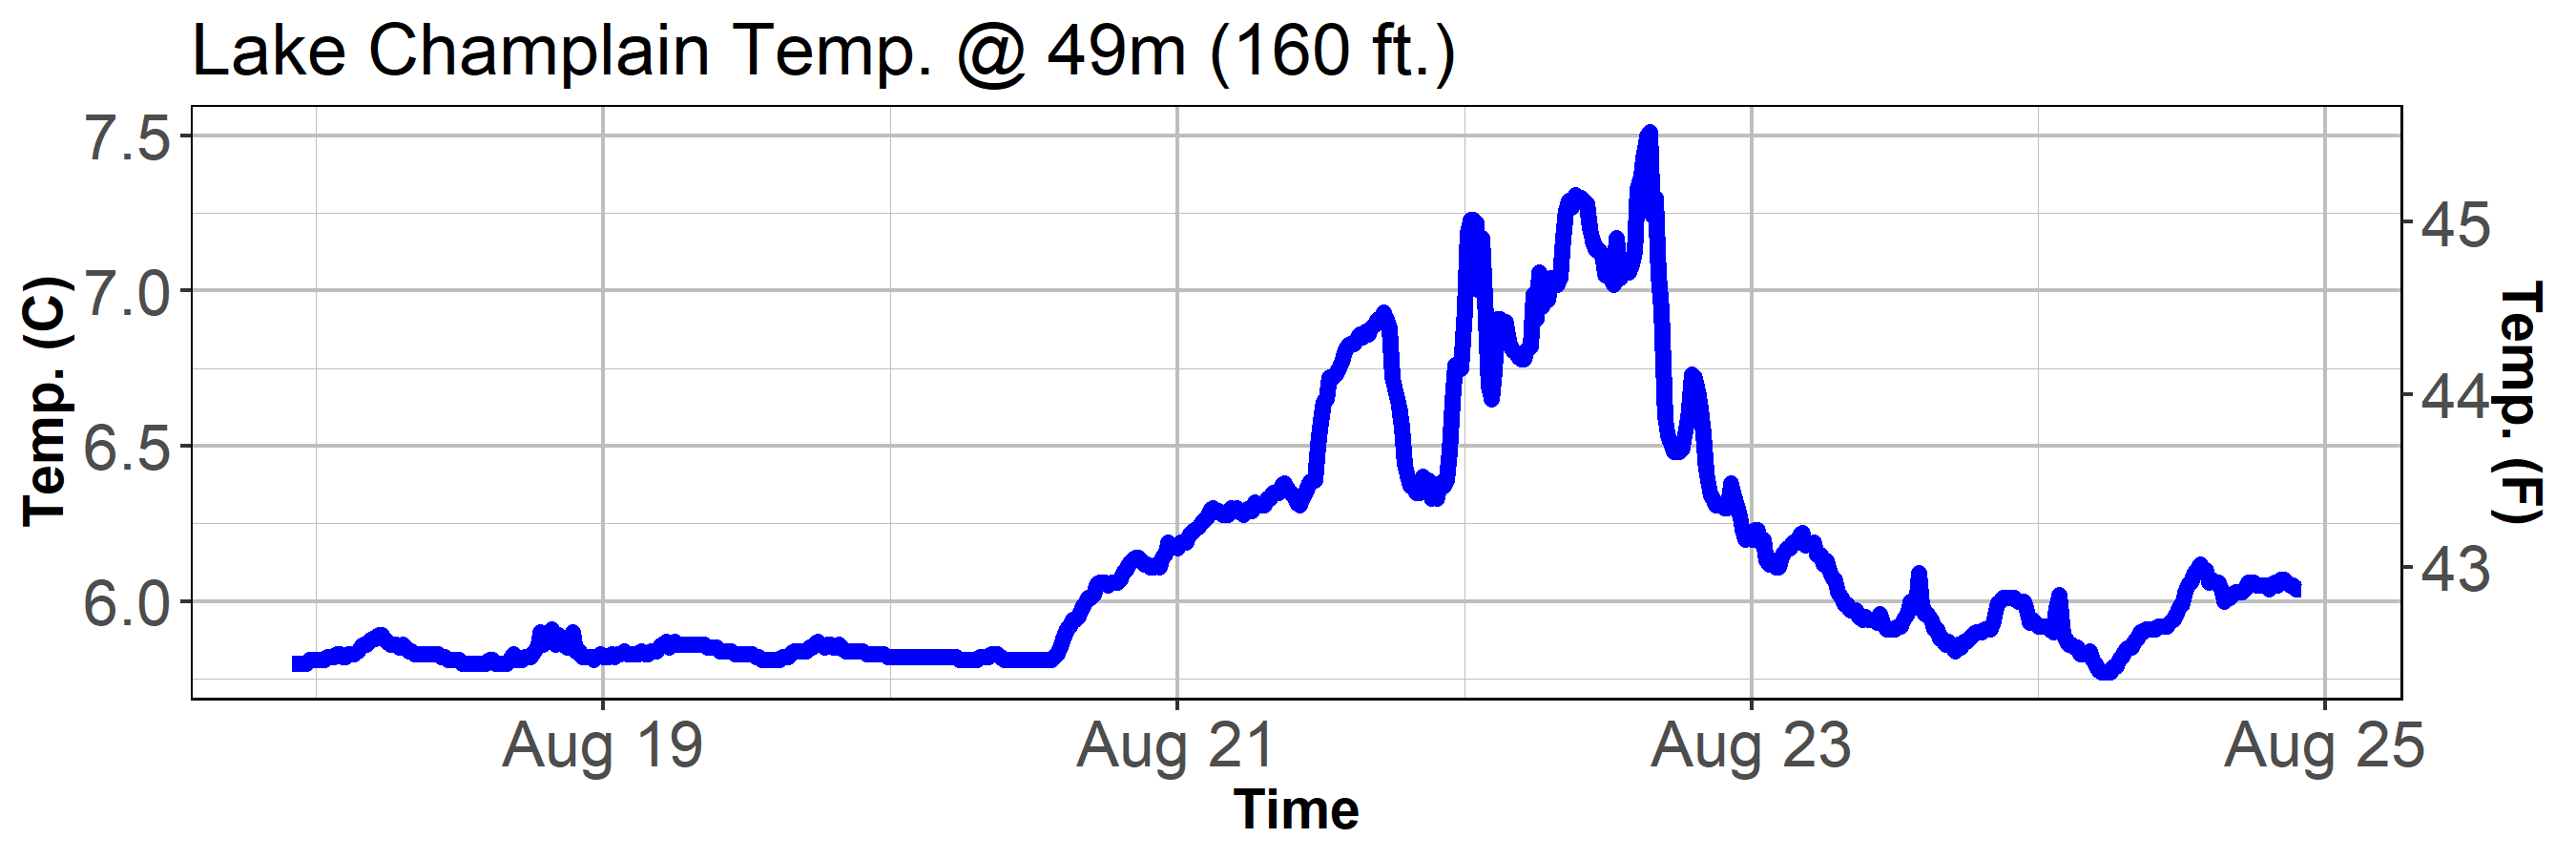 Lake Champlain Temp. @ 49m (160 ft.)
7.5
7.0
6.5
6.0
Temp. (C)
45
44
43
Temp. (F)
Aug 19 Aug 21 Aug 23 Aug 25
Time